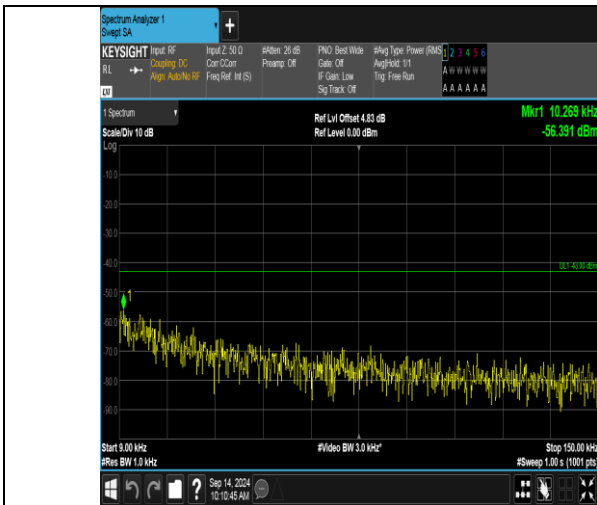 Spectrum Analyzer 1
Swept SA
+
KEYSIGHT
RL
LXI
Input: RF
Coupling: DC
Align: Auto/No RF
Input Z: 50 Ω
Corr CCorr
Freq Ref: Int (S)
#Atten: 26 dB
Preamp: Off
PNO: Best Wide
Gate: Off
IF Gain: Low
Sig Track: Off
#Avg Type: Power (RMS
Avg|Hold: 1/1
Trig: Free Run
1 2 3 4 5 6
A W W W W W
A A A A A A
1 Spectrum
Scale/Div 10 dB
Log
Ref Lvl Offset 4.83 dB
Ref Level 0.00 dBm
Mkr1 10.269 kHz
-56.391 dBm
-10.0
-20.0
-30.0
-40.0
-50.0
-60.0
-70.0
-80.0
-90.0
DL1 -43.00 dBm
1
Start 9.00 kHz
#Res BW 1.0 kHz
#Video BW 3.0 kHz*
Stop 150.00 kHz
#Sweep 1.00 s (1001 pts)
?
Sep 14, 2024
10:10:45 AM